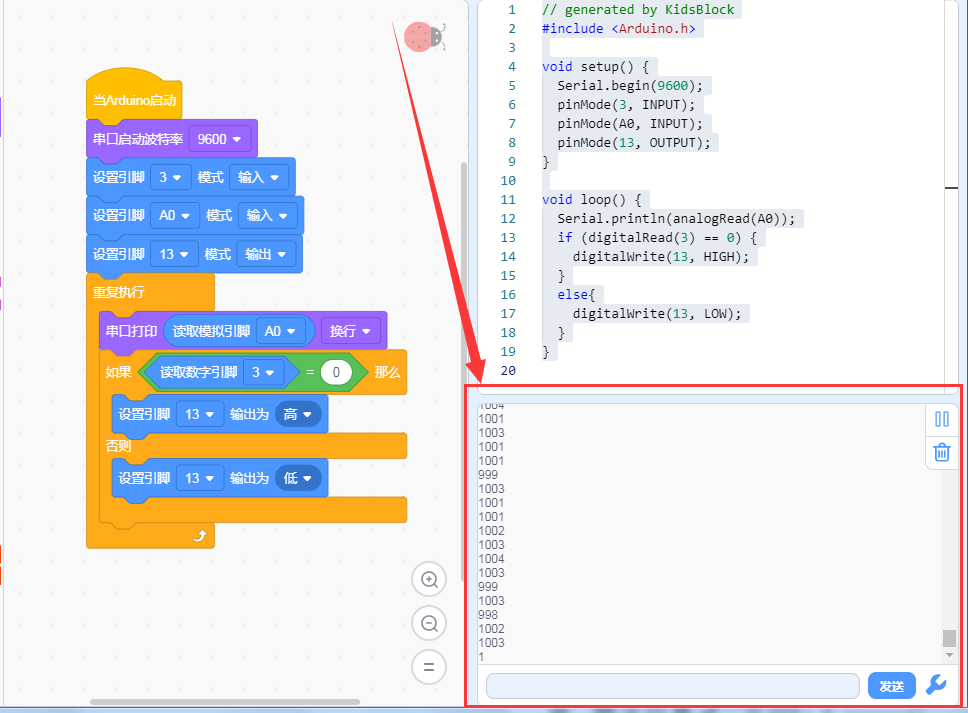 当Arduino启动
串口启动波特率 9600
设置引脚 3 模式 输入
设置引脚 A0 模式 输入
设置引脚 13 模式 输出
重复执行
串口打印 读取模拟引脚 A0 换行
如果 读取数字引脚 3 = 0 那么
设置引脚 13 输出为 高
否则
设置引脚 13 输出为 低
1 // generated by KidsBlock
2 #include <Arduino.h>
3
4 void setup() {
5 Serial.begin(9600);
6 pinMode(3, INPUT);
7 pinMode(A0, INPUT);
8 pinMode(13, OUTPUT);
9 }
10
11 void loop() {
12 Serial.println(analogRead(A0));
13 if (digitalRead(3) == 0) {
14 digitalWrite(13, HIGH);
15 }
16 else{
17 digitalWrite(13, LOW);
18 }
19 }
20
1004
1001
1003
1001
1001
999
1003
1001
1001
1002
1003
1004
1003
999
1003
998
1002
1003
1
发送